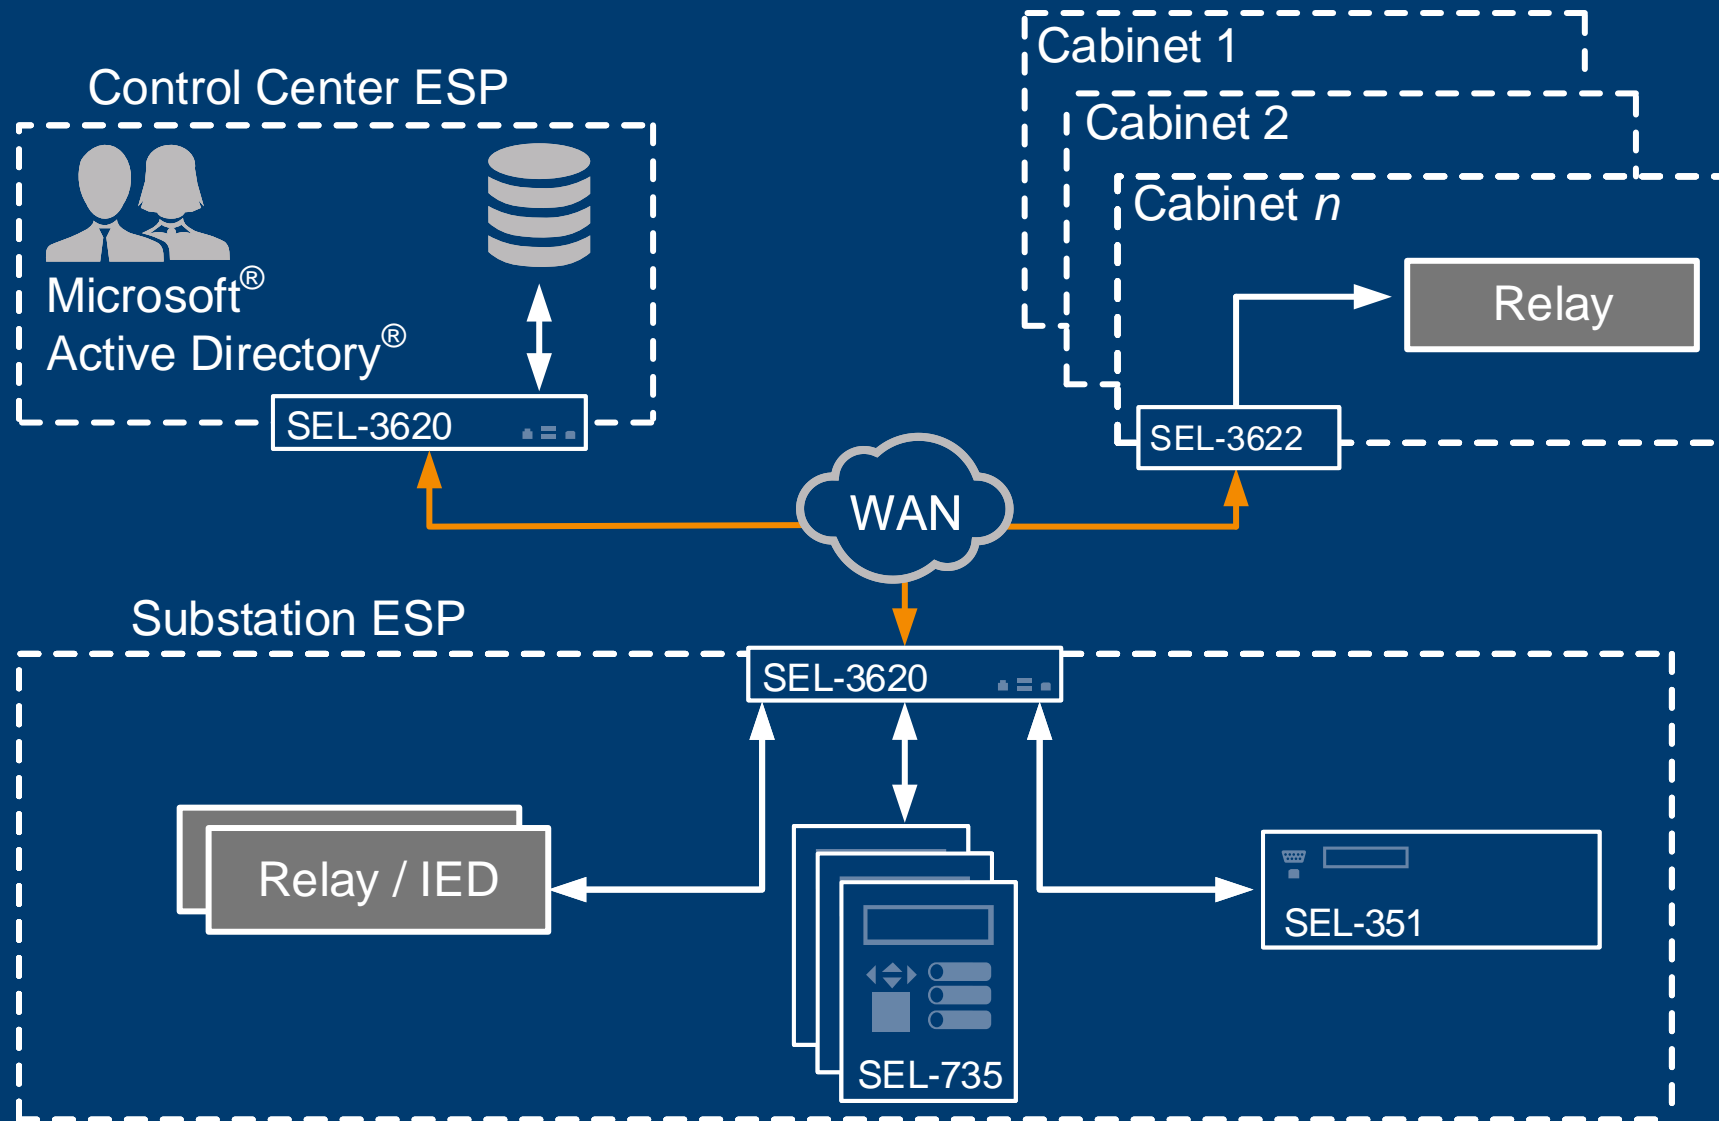 Control Center ESP
Microsoft®
Active Directory®
SEL-3620
Cabinet 1
Cabinet 2
Cabinet n
Relay
SEL-3622
WAN
Substation ESP
SEL-3620
Relay / IED
SEL-735
SEL-351